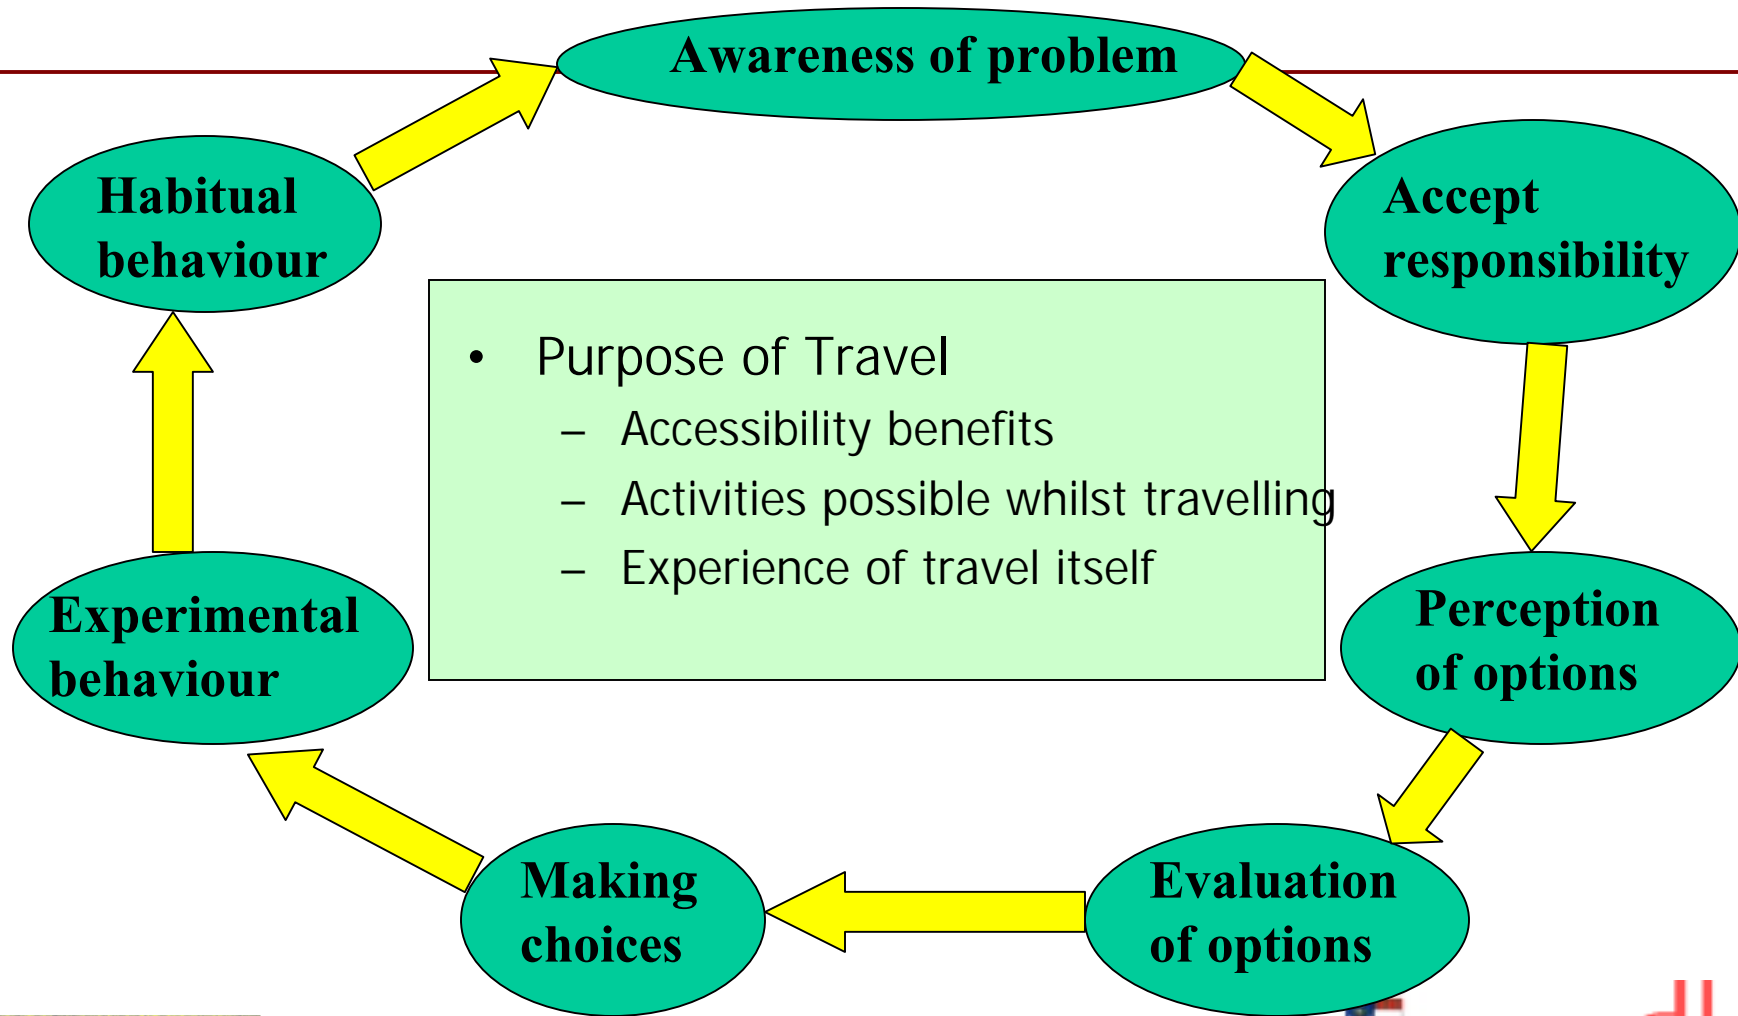 Awareness of problem
Accept
responsibility
Perception
of options
Evaluation
of options
Making
choices
Experimental
behaviour
Habitual
behaviour
• Purpose of Travel
– Accessibility benefits
– Activities possible whilst travelling
– Experience of travel itself